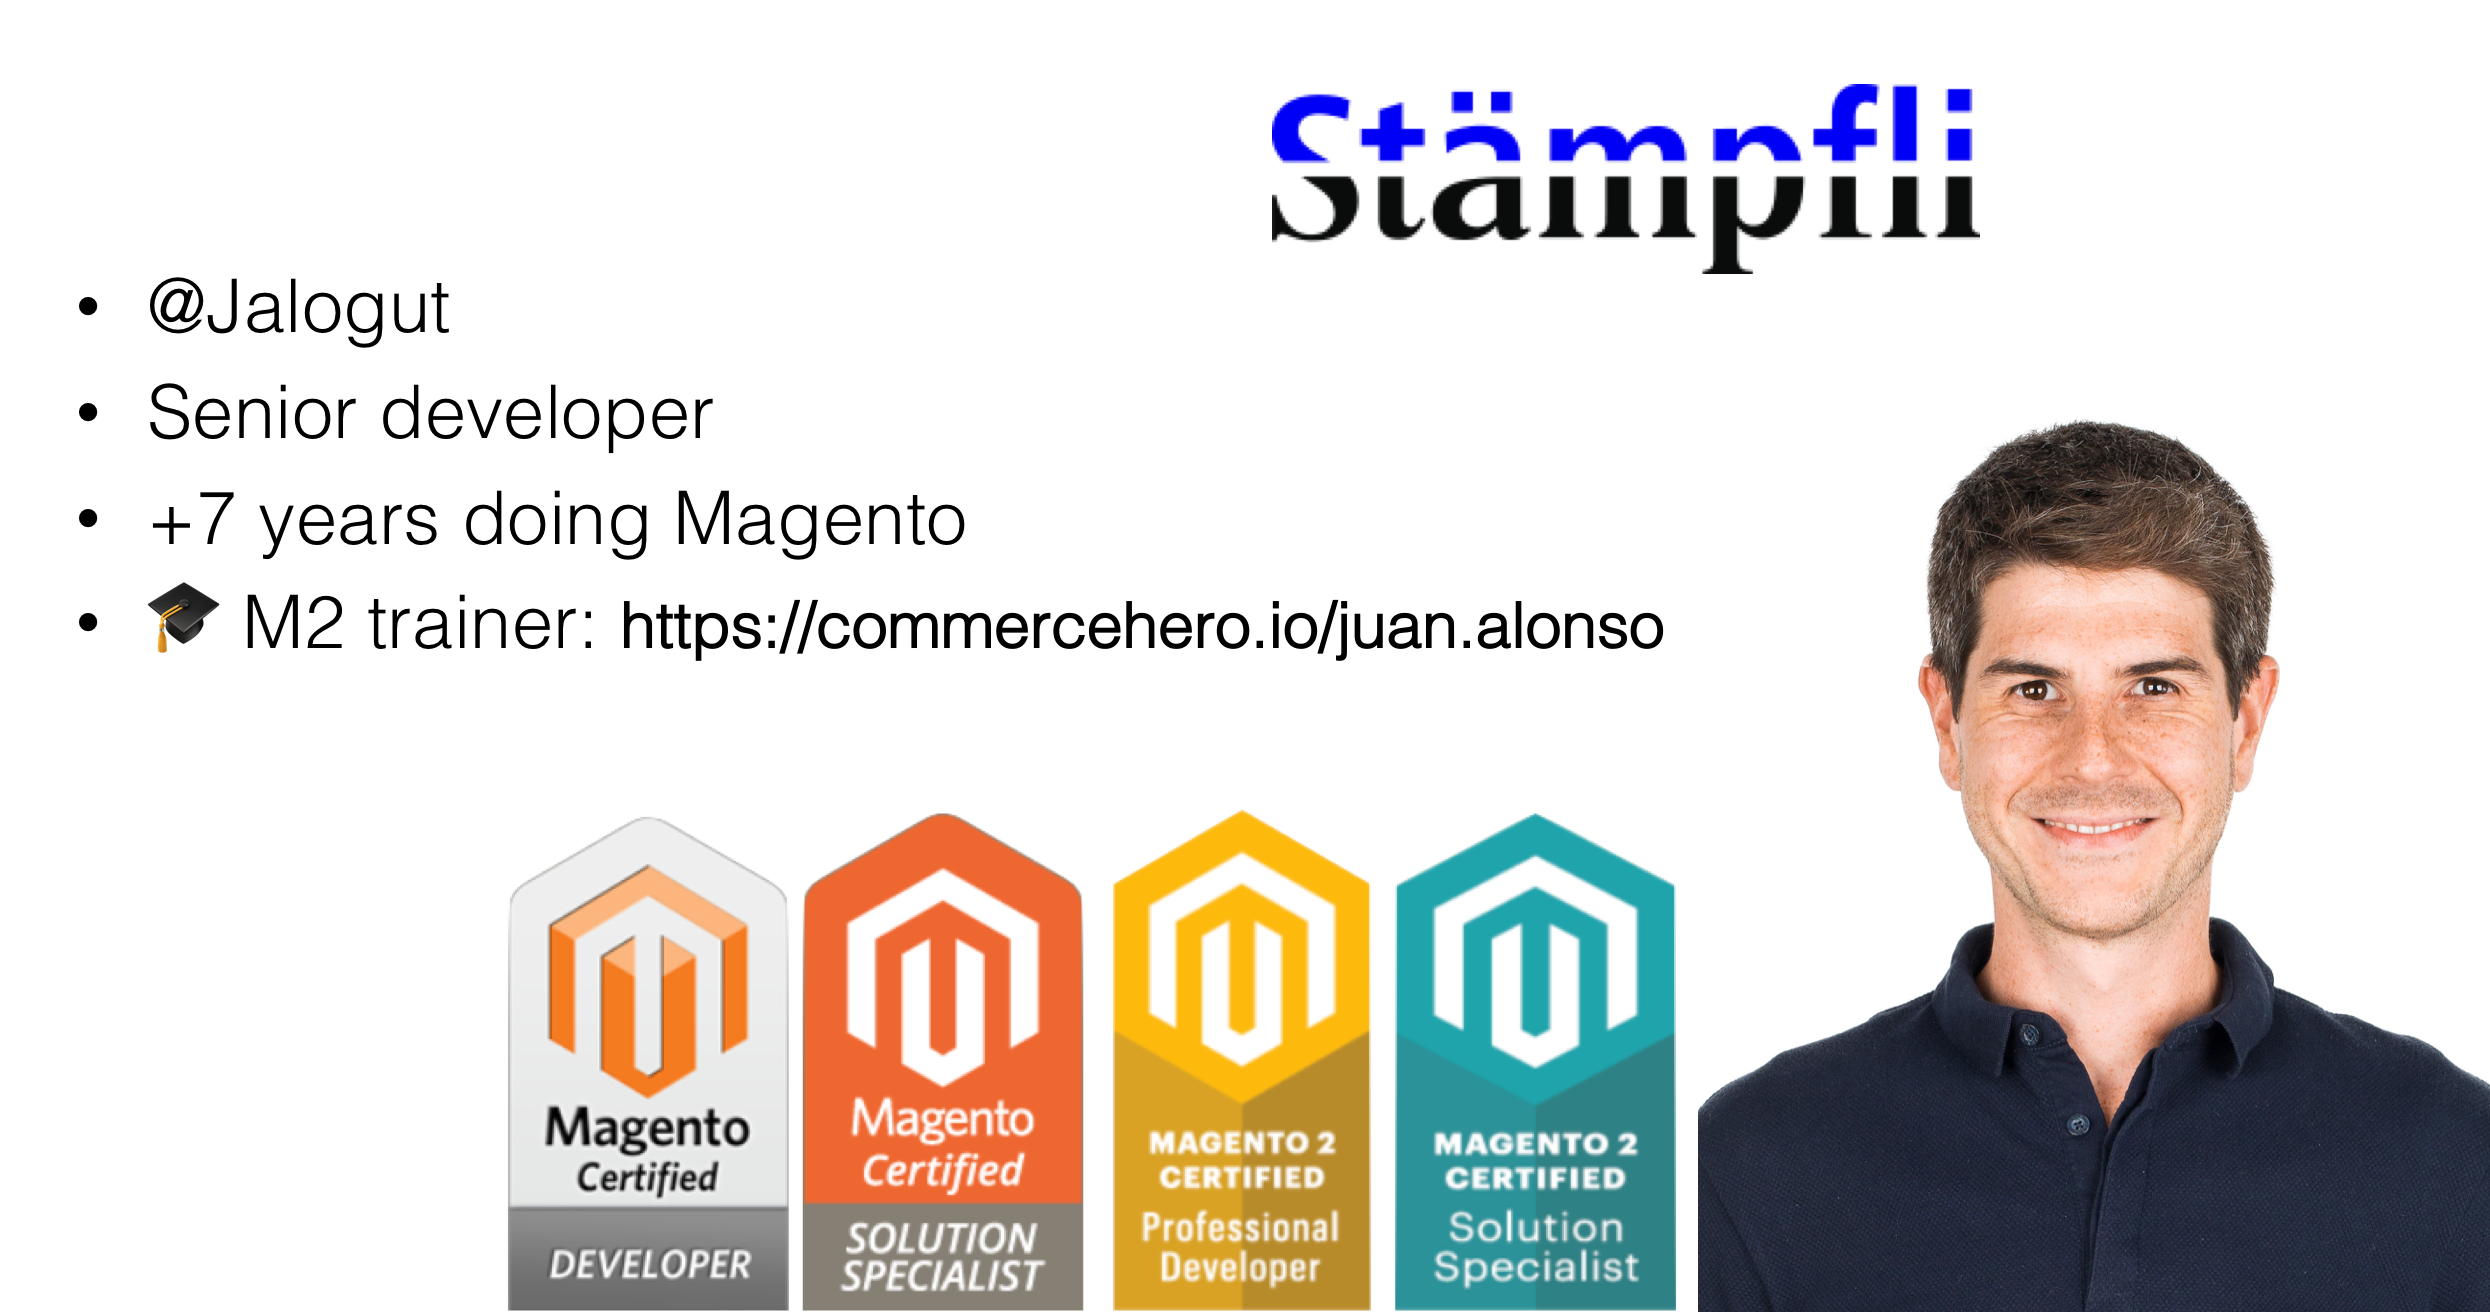 Stämpfli
• @Jalogut
• Senior developer
• +7 years doing Magento
• 🎓 M2 trainer: https://commercehero.io/juan.alonso
Magento
Certified
DEVELOPER
Magento
Certified
SOLUTION
SPECIALIST
MAGENTO 2
CERTIFIED
Professional
Developer
MAGENTO 2
CERTIFIED
Solution
Specialist